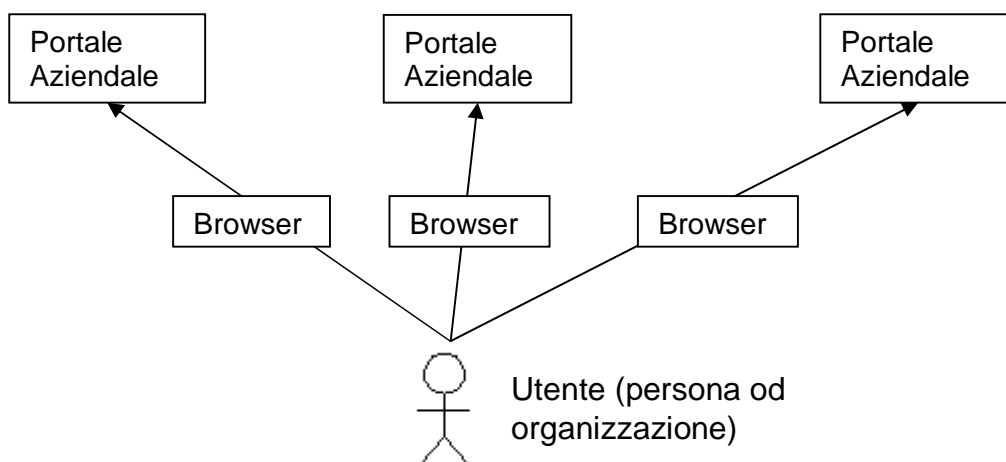 Portale
Aziendale
Portale
Aziendale
Portale
Aziendale
Browser
Browser
Browser
Utente (persona od
organizzazione)